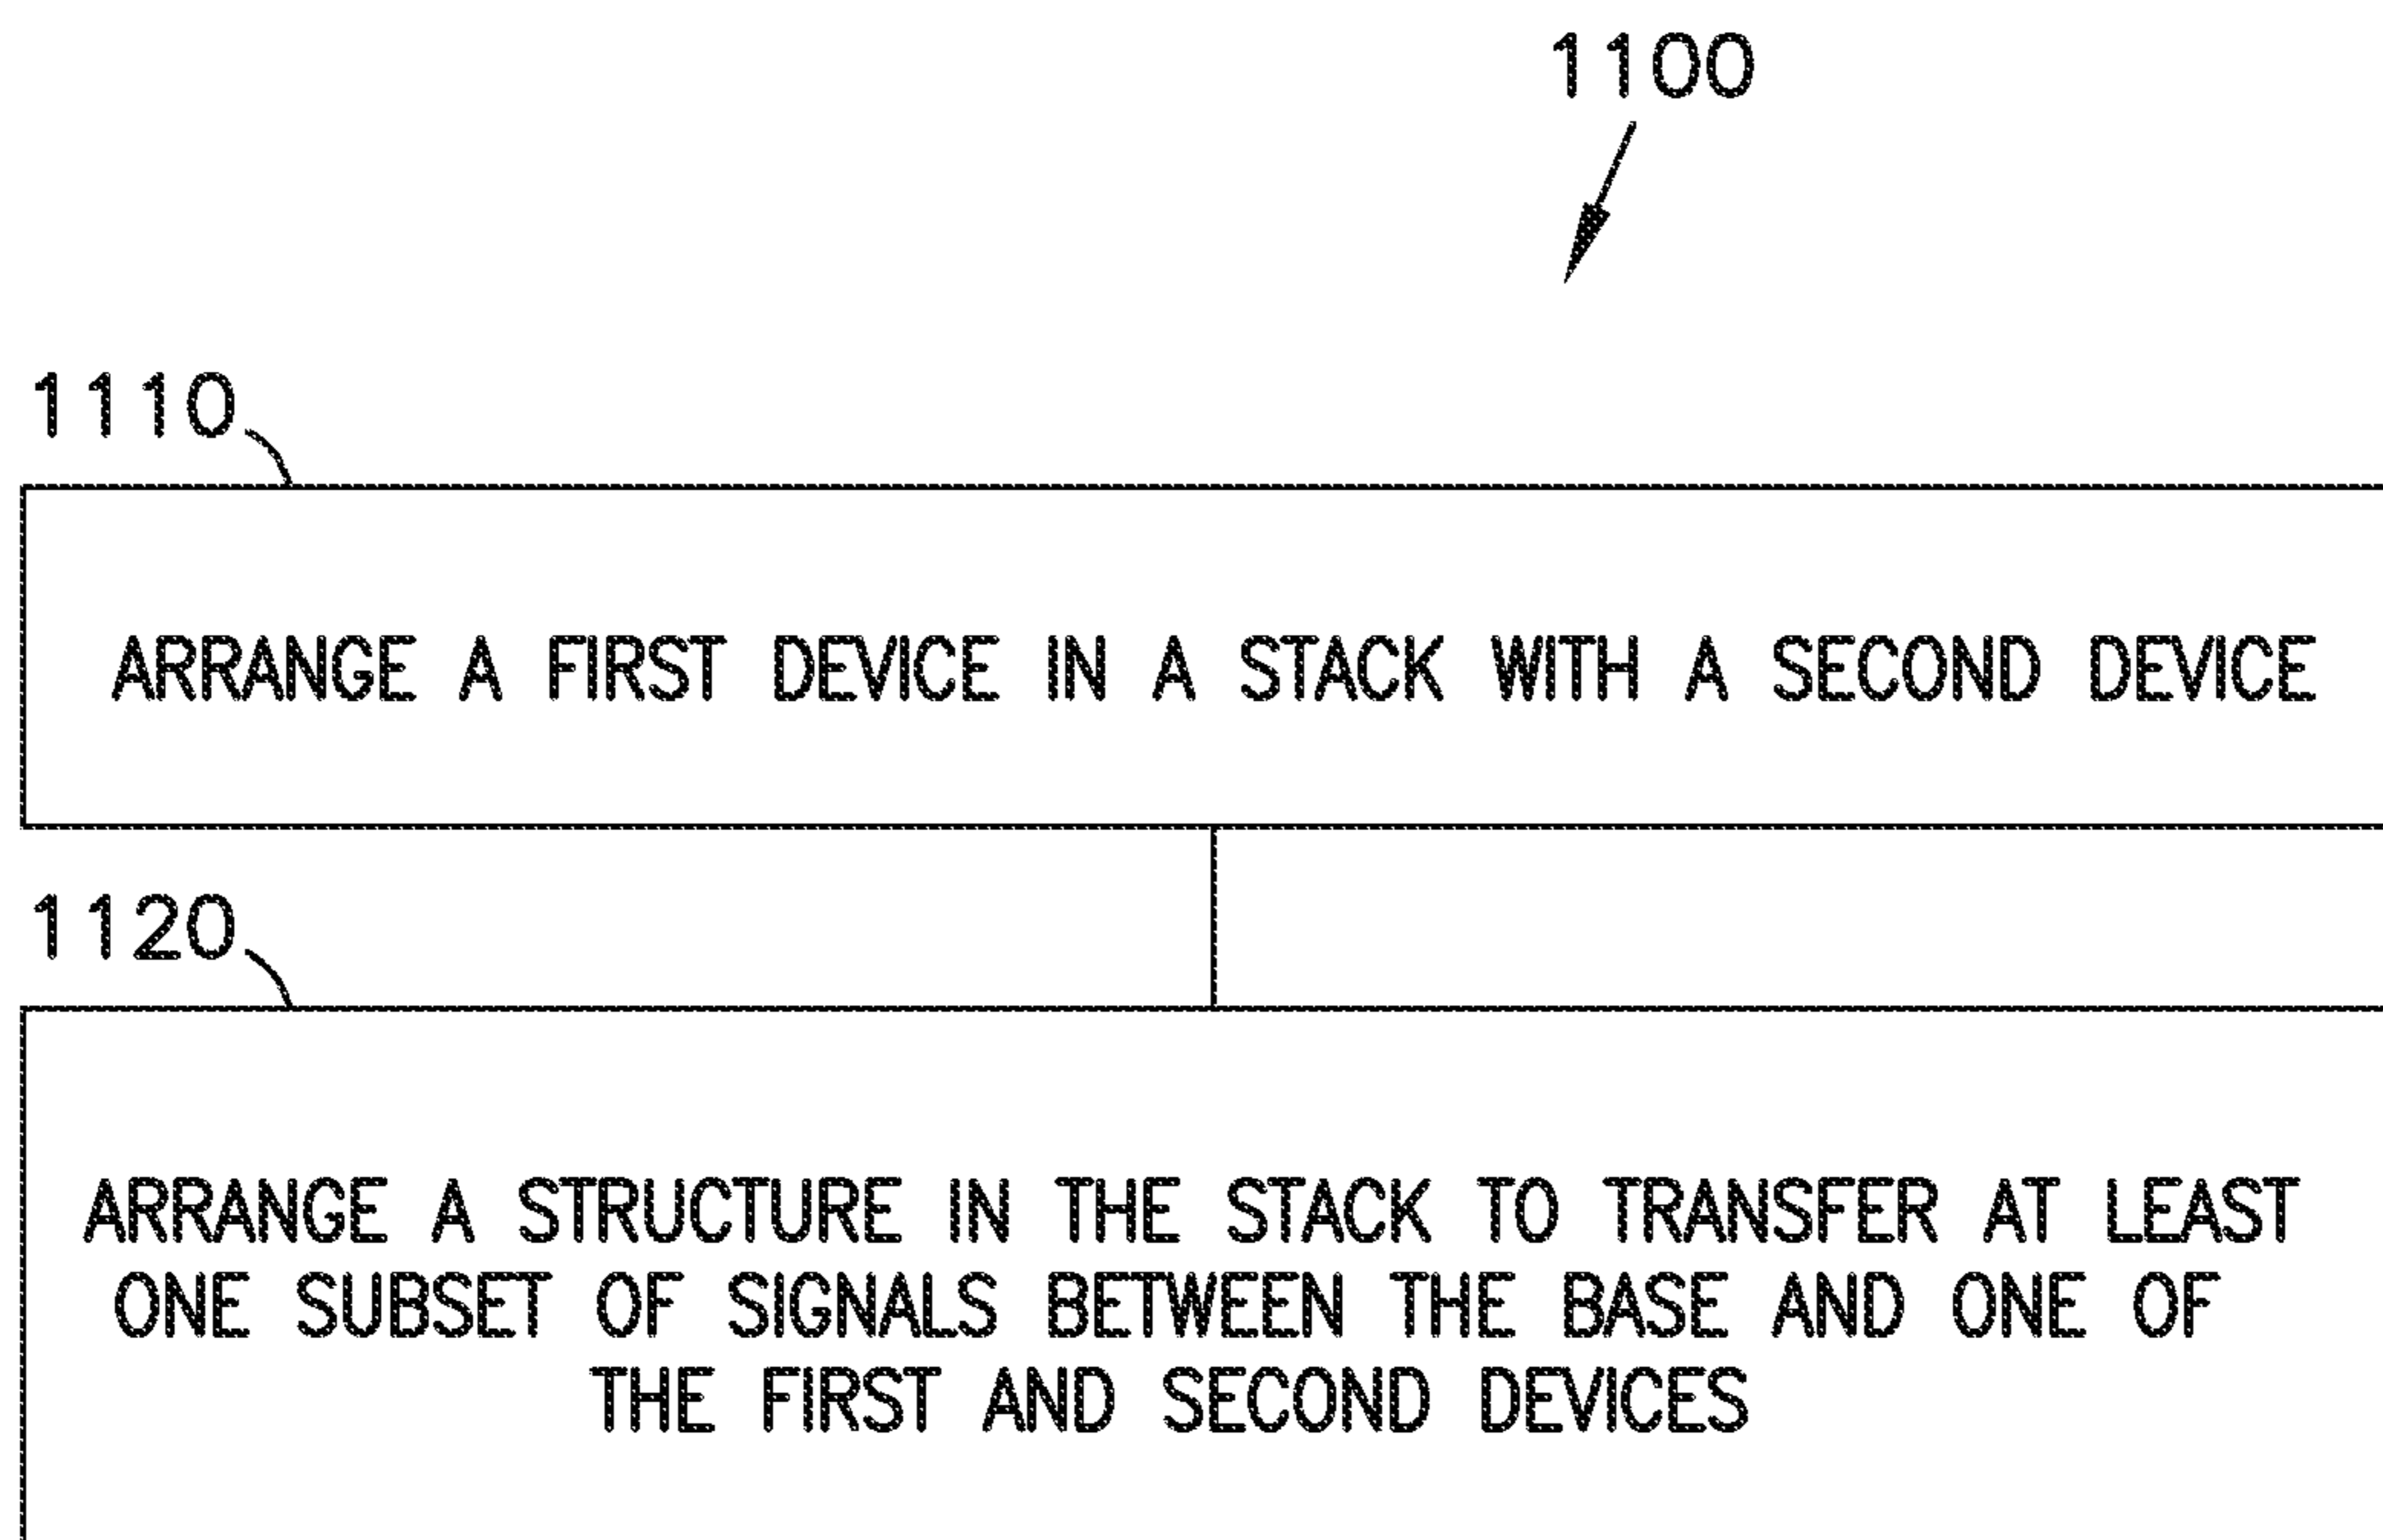 1100
1110
ARRANGE A FIRST DEVICE IN A STACK WITH A SECOND DEVICE
1120
ARRANGE A STRUCTURE IN THE STACK TO TRANSFER AT LEAST
ONE SUBSET OF SIGNALS BETWEEN THE BASE AND ONE OF
THE FIRST AND SECOND DEVICES